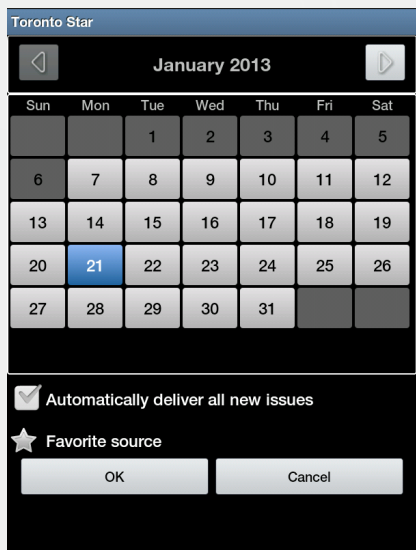 Toronto Star
January 2013
Sun Mon Tue Wed Thu Fri Sat
1 2 3 4 5
6 7 8 9 10 11 12
13 14 15 16 17 18 19
20 21 22 23 24 25 26
27 28 29 30 31
Automatically deliver all new issues
Favorite source
OK Cancel